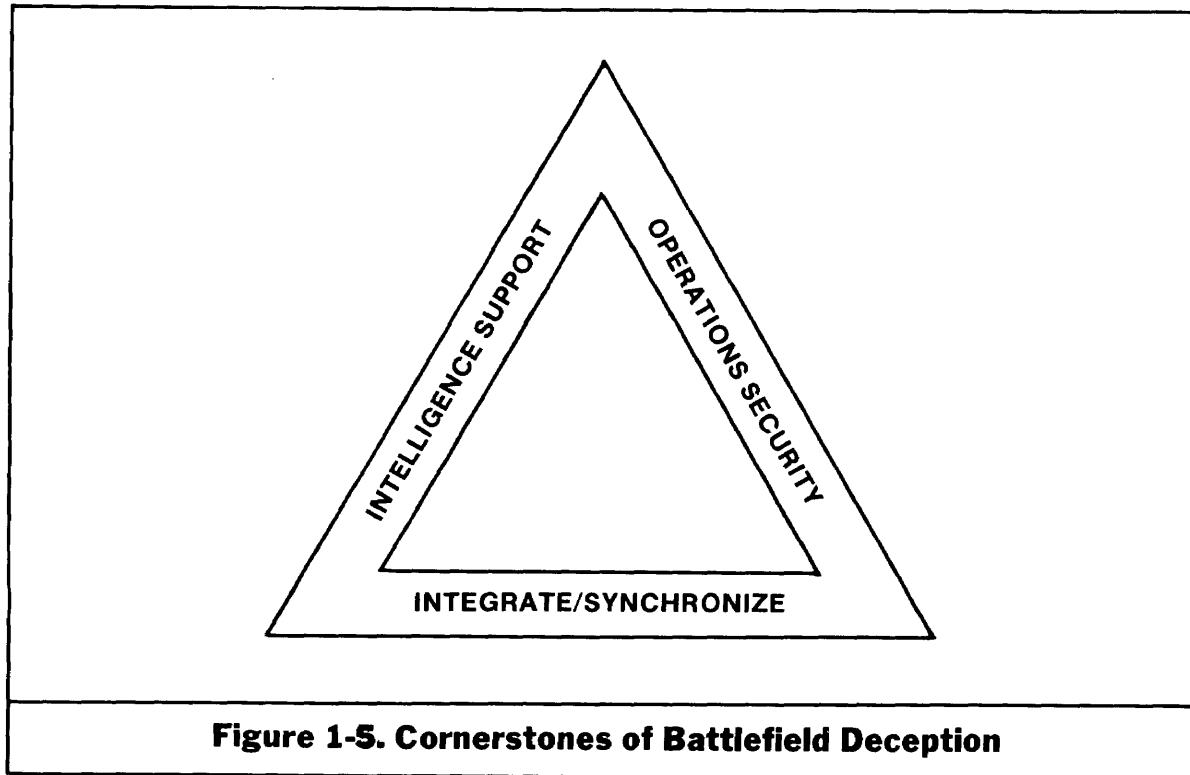 INTELLIGENCE SUPPORT
OPERATIONS SECURITY
INTEGRATE/SYNCHRONIZE
Figure 1-5. Cornerstones of Battlefield Deception